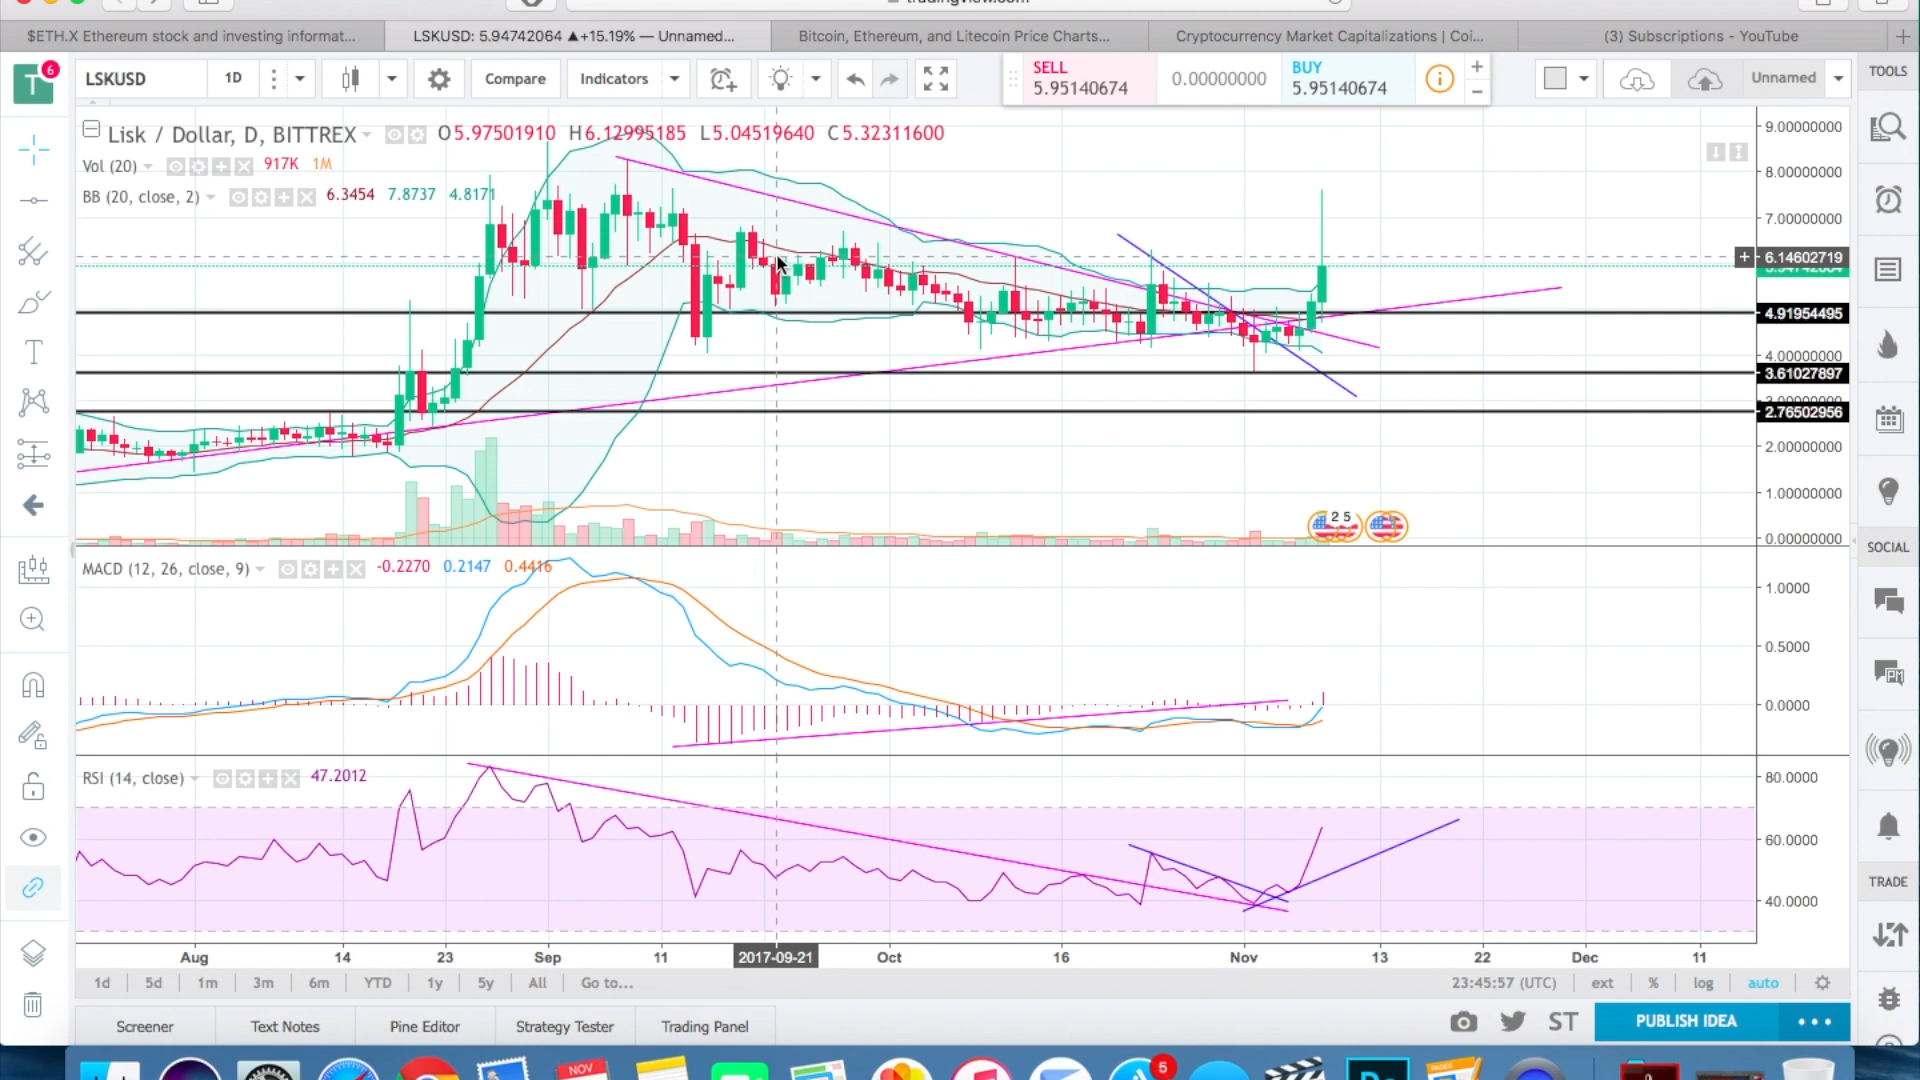 $ETH.X Ethereum stock and investing informat...
LSKUSD: 5.94742064 ▲+15.19% — Unnamed...
Bitcoin, Ethereum, and Litecoin Price Charts...
Cryptocurrency Market Capitalizations | Coi...
(3) Subscriptions - YouTube
T 6
LSKUSD 1D Compare Indicators
SELL
5.95140674
0.00000000
BUY
5.95140674
Unnamed
TOOLS
Lisk / Dollar, D, BITTREX O5.97501910 H6.12995185 L5.04519640 C5.32311600
Vol (20) 917K 1M
BB (20, close, 2) 6.3454 7.8737 4.8171
9.00000000
8.00000000
7.00000000
6.14602719
4.91954495
4.00000000
3.61027897
2.76502956
2.00000000
1.00000000
0.00000000
2 5
SOCIAL
MACD (12, 26, close, 9) -0.2270 0.2147 0.4416
1.0000
0.5000
0.0000
RSI (14, close) 47.2012
80.0000
60.0000
40.0000
TRADE
Aug 14 23 Sep 11 2017-09-21 Oct 16 Nov 13 22 Dec 11
1d 5d 1m 3m 6m YTD 1y 5y All Go to... 23:45:57 (UTC) ext % log auto
Screener Text Notes Pine Editor Strategy Tester Trading Panel ST PUBLISH IDEA
NOV
5